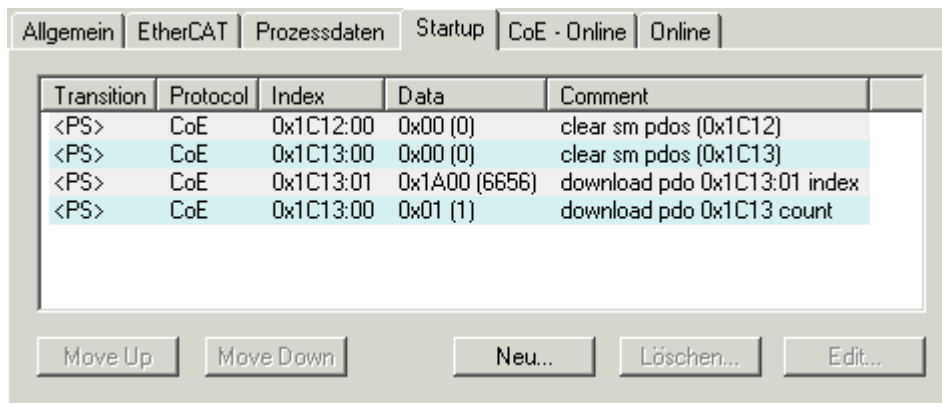 Allgemein EtherCAT Prozessdaten Startup CoE - Online Online
Transition Protocol Index Data Comment
<PS> CoE 0x1C12:00 0x00 (0) clear sm pdos (0x1C12)
<PS> CoE 0x1C13:00 0x00 (0) clear sm pdos (0x1C13)
<PS> CoE 0x1C13:01 0x1A00 (6656) download pdo 0x1C13:01 index
<PS> CoE 0x1C13:00 0x01 (1) download pdo 0x1C13 count
Move Up Move Down Neu... Löschen... Edit...